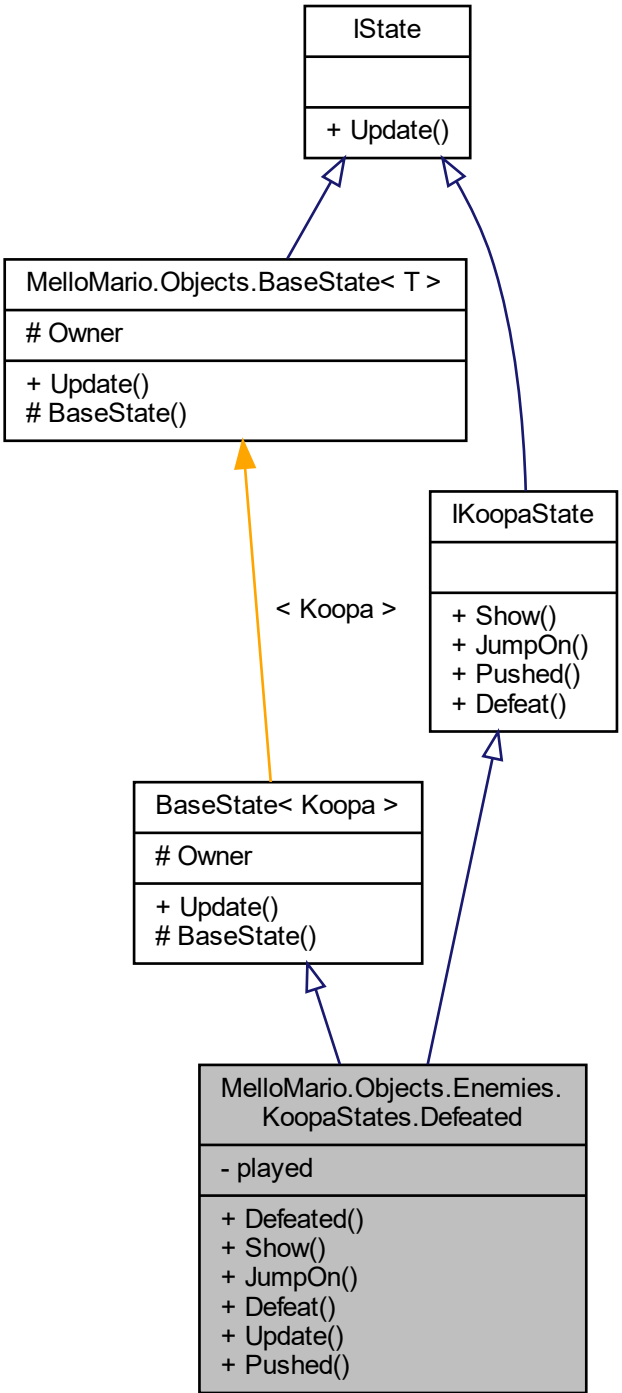 IState
+ Update()
MelloMario.Objects.BaseState< T >
# Owner
+ Update()
# BaseState()
IKoopaState
+ Show()
+ JumpOn()
+ Pushed()
+ Defeat()
< Koopa >
BaseState< Koopa >
# Owner
+ Update()
# BaseState()
MelloMario.Objects.Enemies.
KoopaStates.Defeated
- played
+ Defeated()
+ Show()
+ JumpOn()
+ Defeat()
+ Update()
+ Pushed()